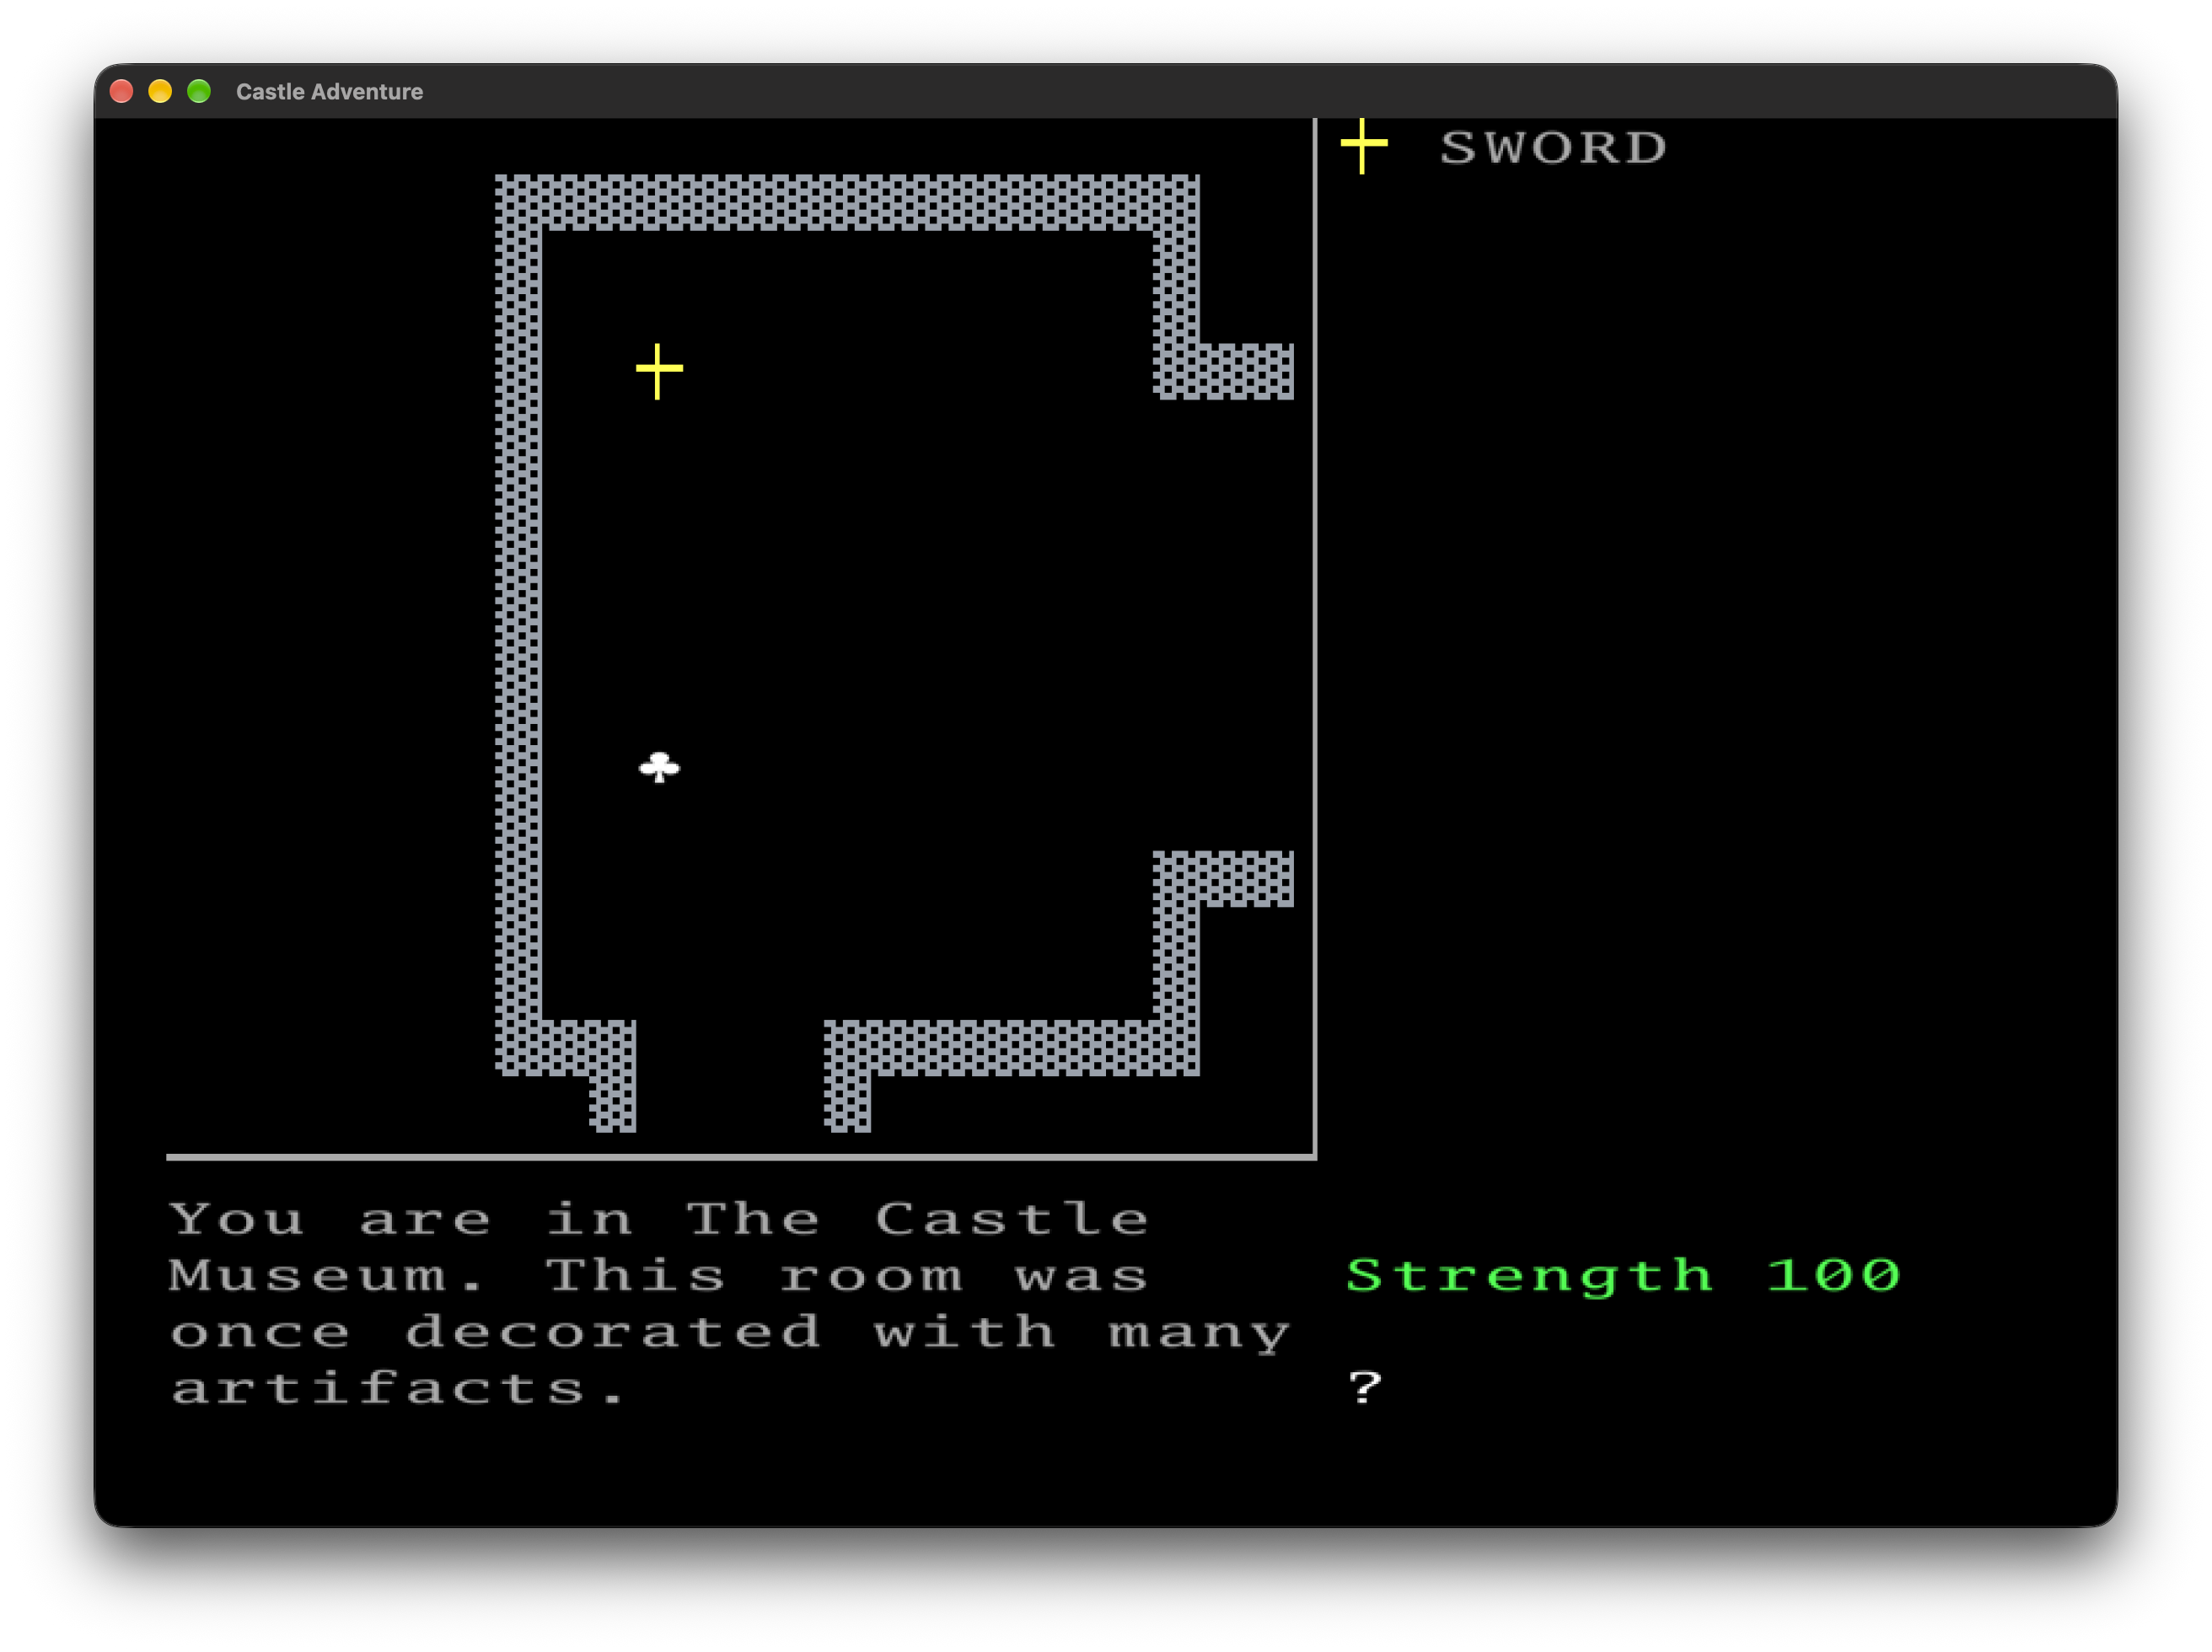 Castle Adventure
SWORD
You are in The Castle
Museum. This room was
once decorated with many
artifacts.
Strength 100
?